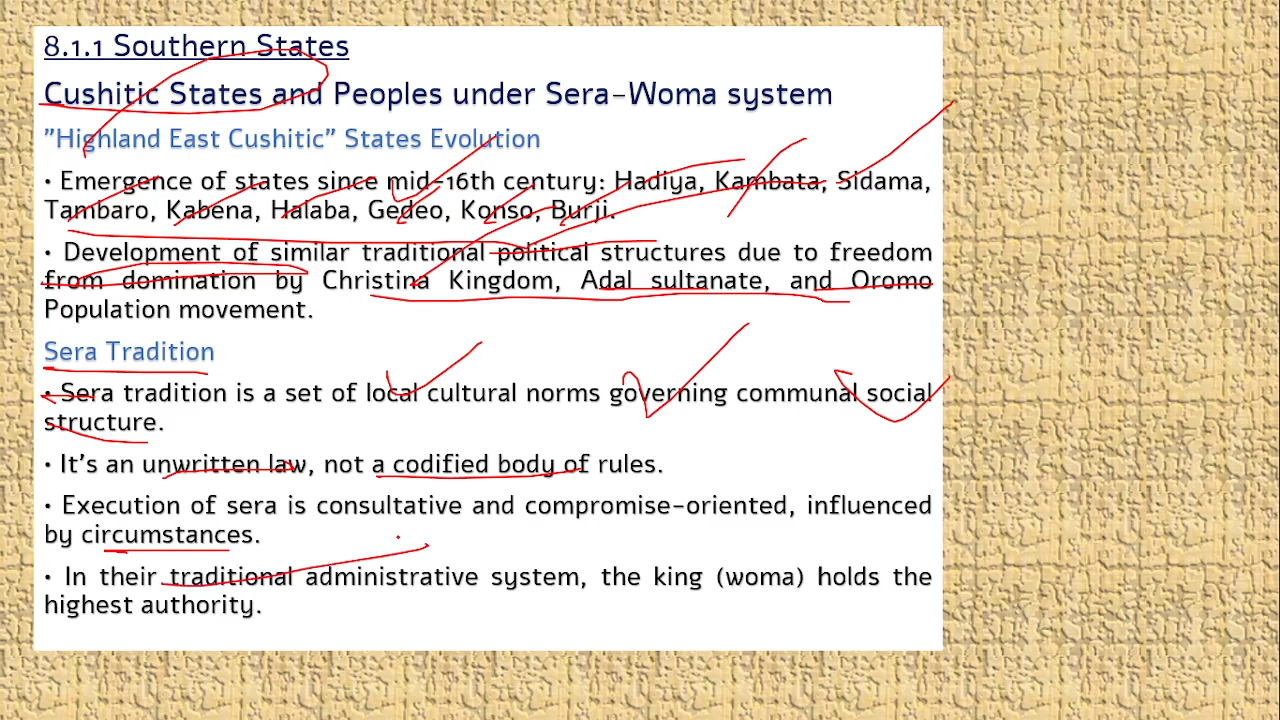 8.1.1 Southern States
Cushitic States and Peoples under Sera-Woma system
"Highland East Cushitic" States Evolution
• Emergence of states since mid-16th century: Hadiya, Kambata, Sidama,
Tambaro, Kabena, Halaba, Gedeo, Konso, Burji.
• Development of similar traditional political structures due to freedom
from domination by Christina Kingdom, Adal sultanate, and Oromo
Population movement.
Sera Tradition
• Sera tradition is a set of local cultural norms governing communal social
structure.
• It's an unwritten law, not a codified body of rules.
• Execution of sera is consultative and compromise-oriented, influenced
by circumstances.
• In their traditional administrative system, the king (woma) holds the
highest authority.